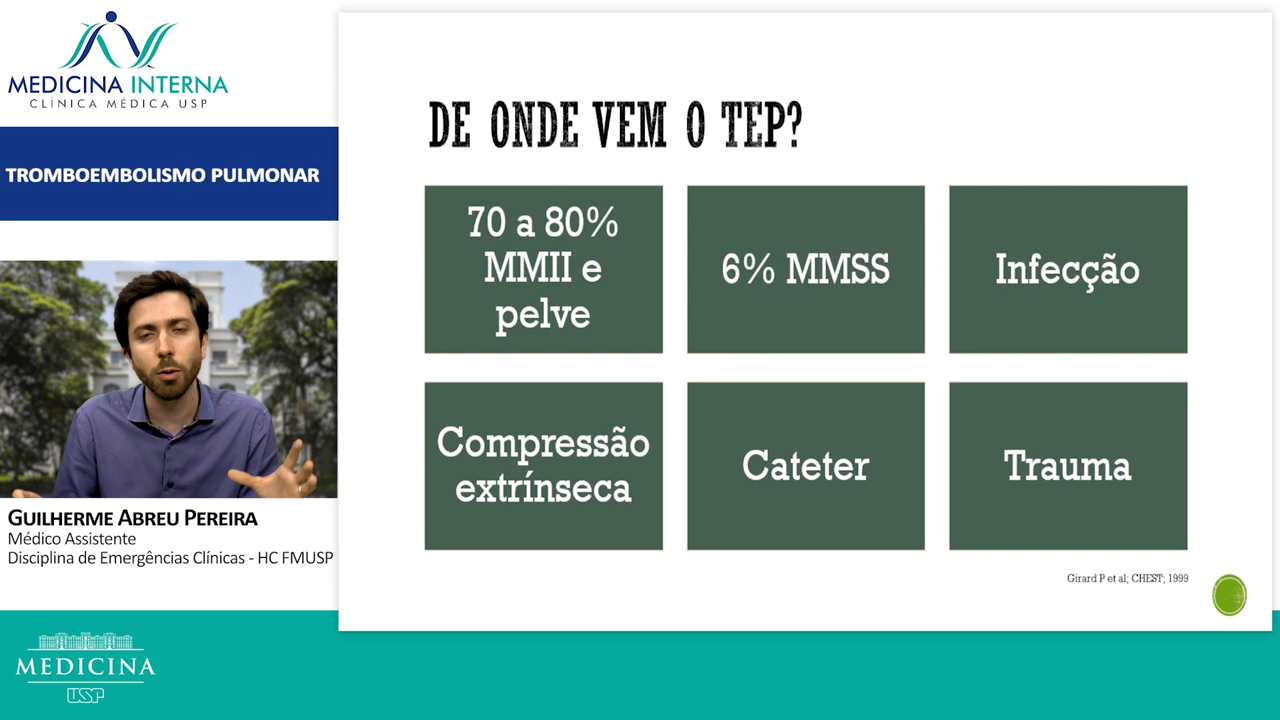 MEDICINA INTERNA
CLÍNICA MÉDICA USP
TROMBOEMBOLISMO PULMONAR
GUILHERME ABREU PEREIRA
Médico Assistente
Disciplina de Emergências Clínicas - HC FMUSP
MEDICINA
USP
DE ONDE VEM O TEP?
70 a 80%
MMII e
pelve
6% MMSS
Infecção
Compressão
extrínseca
Cateter
Trauma
Girard P et al; CHEST; 1999